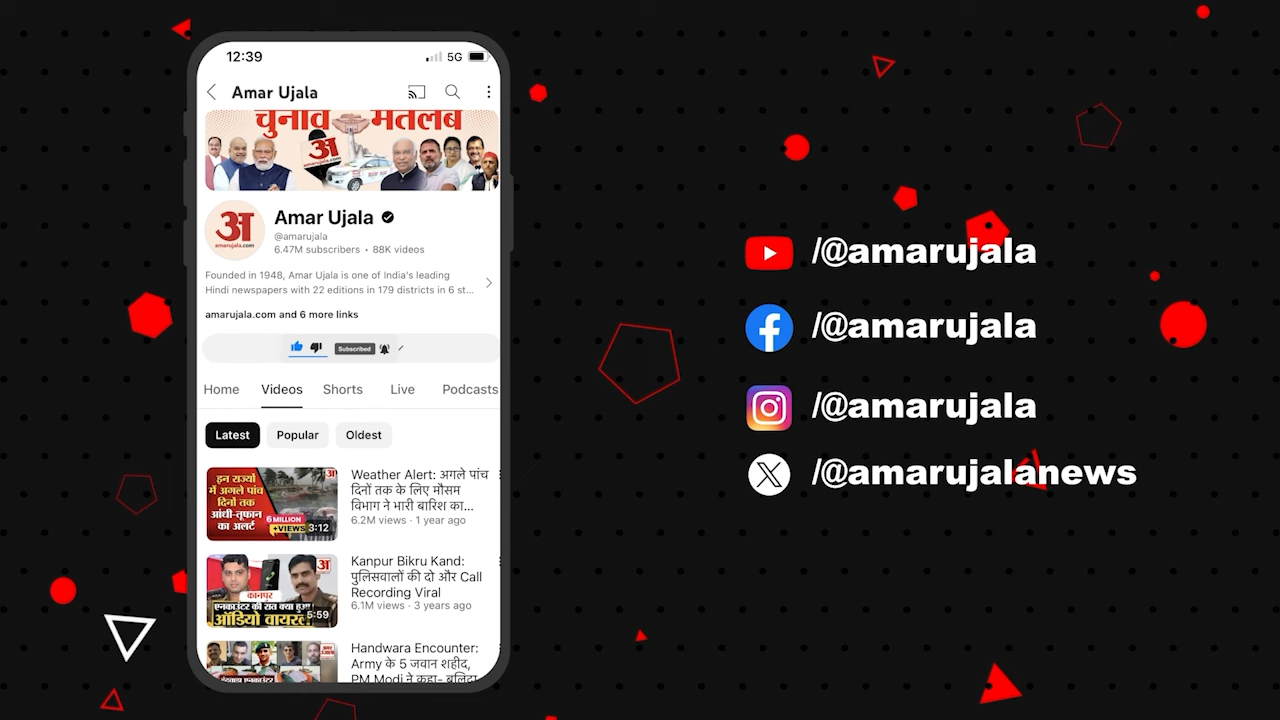 12:39
5G
Amar Ujala
चुनाव मतलब
अ
amarujala.com
अ
amarujala.com
Amar Ujala
@amarujala
6.47M subscribers • 88K videos
Founded in 1948, Amar Ujala is one of India's leading
Hindi newspapers with 22 editions in 179 districts in 6 st...
amarujala.com and 6 more links
Subscribed
Home Videos Shorts Live Podcasts
Latest Popular Oldest
हन राज्यों
में अगले पांच
दिनों तक
आंधी-तूफान
का अलर्ट
अ
6 MILLION
+VIEWS
3:12
Weather Alert: अगले पांच
दिनों तक के लिए मौसम
विभाग ने भारी बारिश का...
6.2M views · 1 year ago
अ
कानपुर
एनकाउंटर की रात क्या हुआ
ऑडियो वायरल
5:59
Kanpur Bikru Kand:
पुलिसवालों की दो और Call
Recording Viral
6.1M views · 3 years ago
Handwara Encounter:
Army के 5 जवान शहीद,
PM Modi ने कहा-
/@amarujala
/@amarujala
/@amarujala
/@amarujalanews